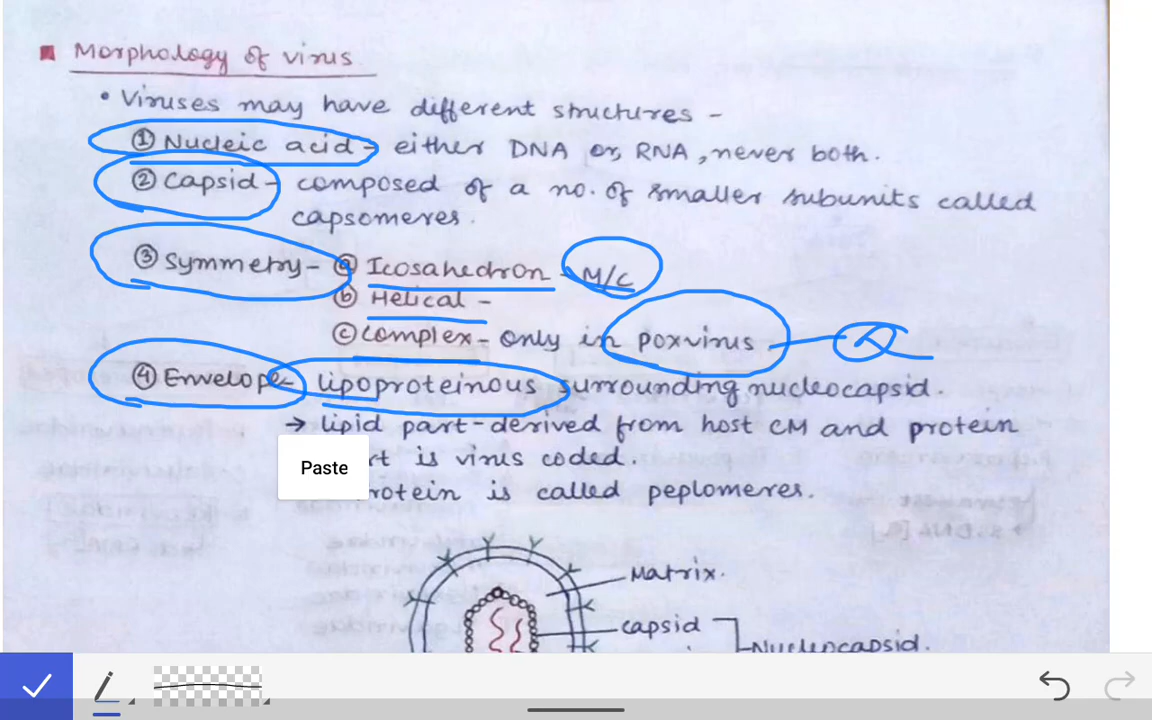 Morphology of virus
• Viruses may have different structures -
① Nucleic acid - either DNA or, RNA, never both.
② Capsid - composed of a no. of smaller subunits called
capsomeres.
③ Symmetry - ⓐ Icosahedron - M/C
ⓑ Helical -
ⓒ Complex - only in poxvirus -
④ Envelope - lipoproteinous surrounding nucleocapsid.
→ lipid part - derived from host CM and protein
rt is virus coded.
rotein is called peplomeres.
Paste
Matrix.
capsid
Nucleocapsid.